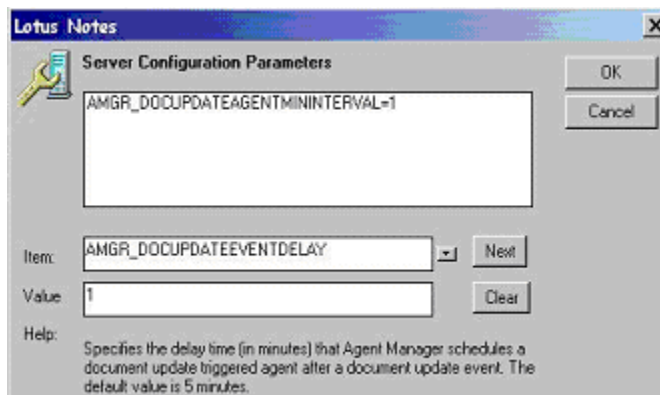 Lotus Notes
Server Configuration Parameters
OK
AMGR_DOCUPDATEAGENTMININTERVAL=1
Cancel
Item: AMGR_DOCUPDATEEVENTDELAY Next
Value 1 Clear
Help:
Specifies the delay time (in minutes) that Agent Manager schedules a
document update triggered agent after a document update event. The
default value is 5 minutes.